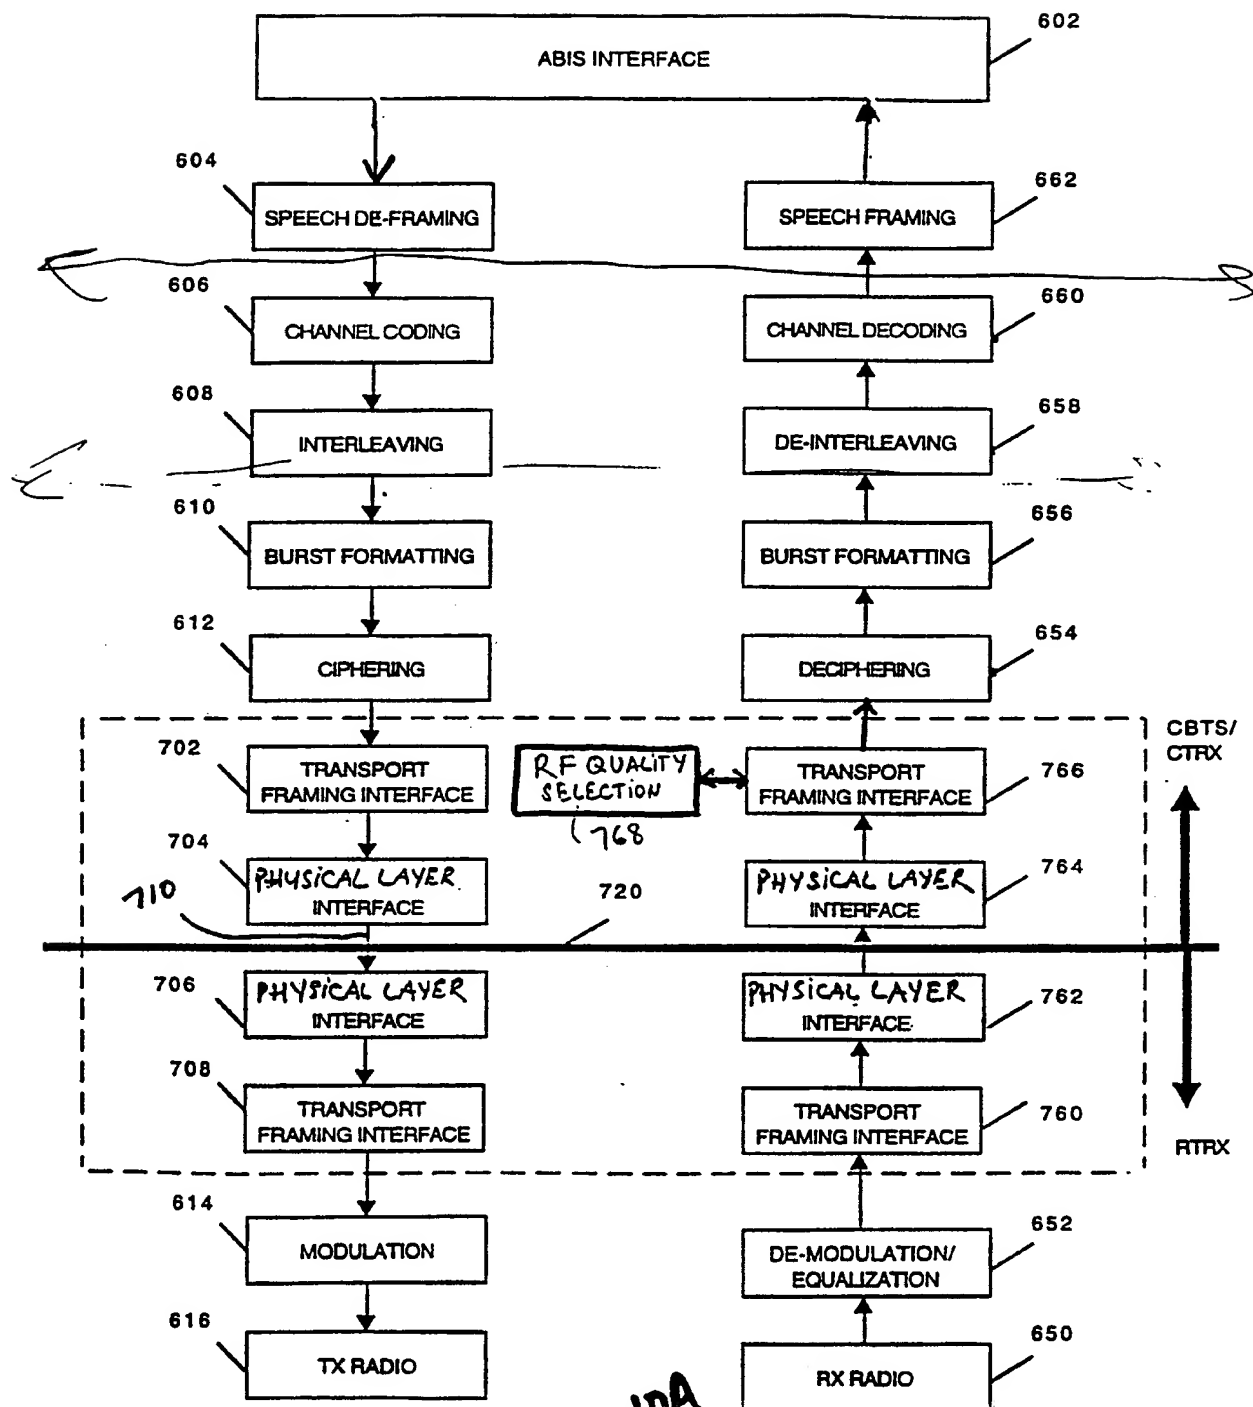 602
ABIS INTERFACE
604
SPEECH DE-FRAMING
662
SPEECH FRAMING
606
CHANNEL CODING
660
CHANNEL DECODING
608
INTERLEAVING
658
DE-INTERLEAVING
610
BURST FORMATTING
656
BURST FORMATTING
612
CIPHERING
654
DECIPHERING
CBTS/
CTRX
702
TRANSPORT
FRAMING INTERFACE
RF QUALITY
SELECTION
768
TRANSPORT
FRAMING INTERFACE
766
704
PHYSICAL LAYER
INTERFACE
710
720
PHYSICAL LAYER
INTERFACE
764
706
PHYSICAL LAYER
INTERFACE
PHYSICAL LAYER
INTERFACE
762
708
TRANSPORT
FRAMING INTERFACE
TRANSPORT
FRAMING INTERFACE
760
RTRX
614
MODULATION
652
DE-MODULATION/
EQUALIZATION
616
TX RADIO
650
RX RADIO